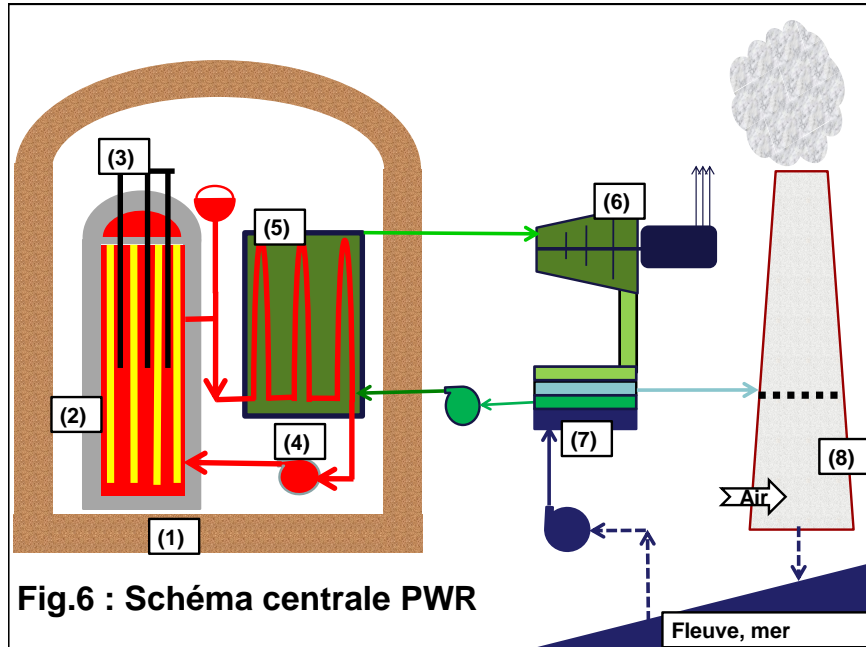 (3)
(5)
(6)
(2)
(4)
(7)
(8)
Air
(1)
Fig.6 : Schéma centrale PWR
Fleuve, mer